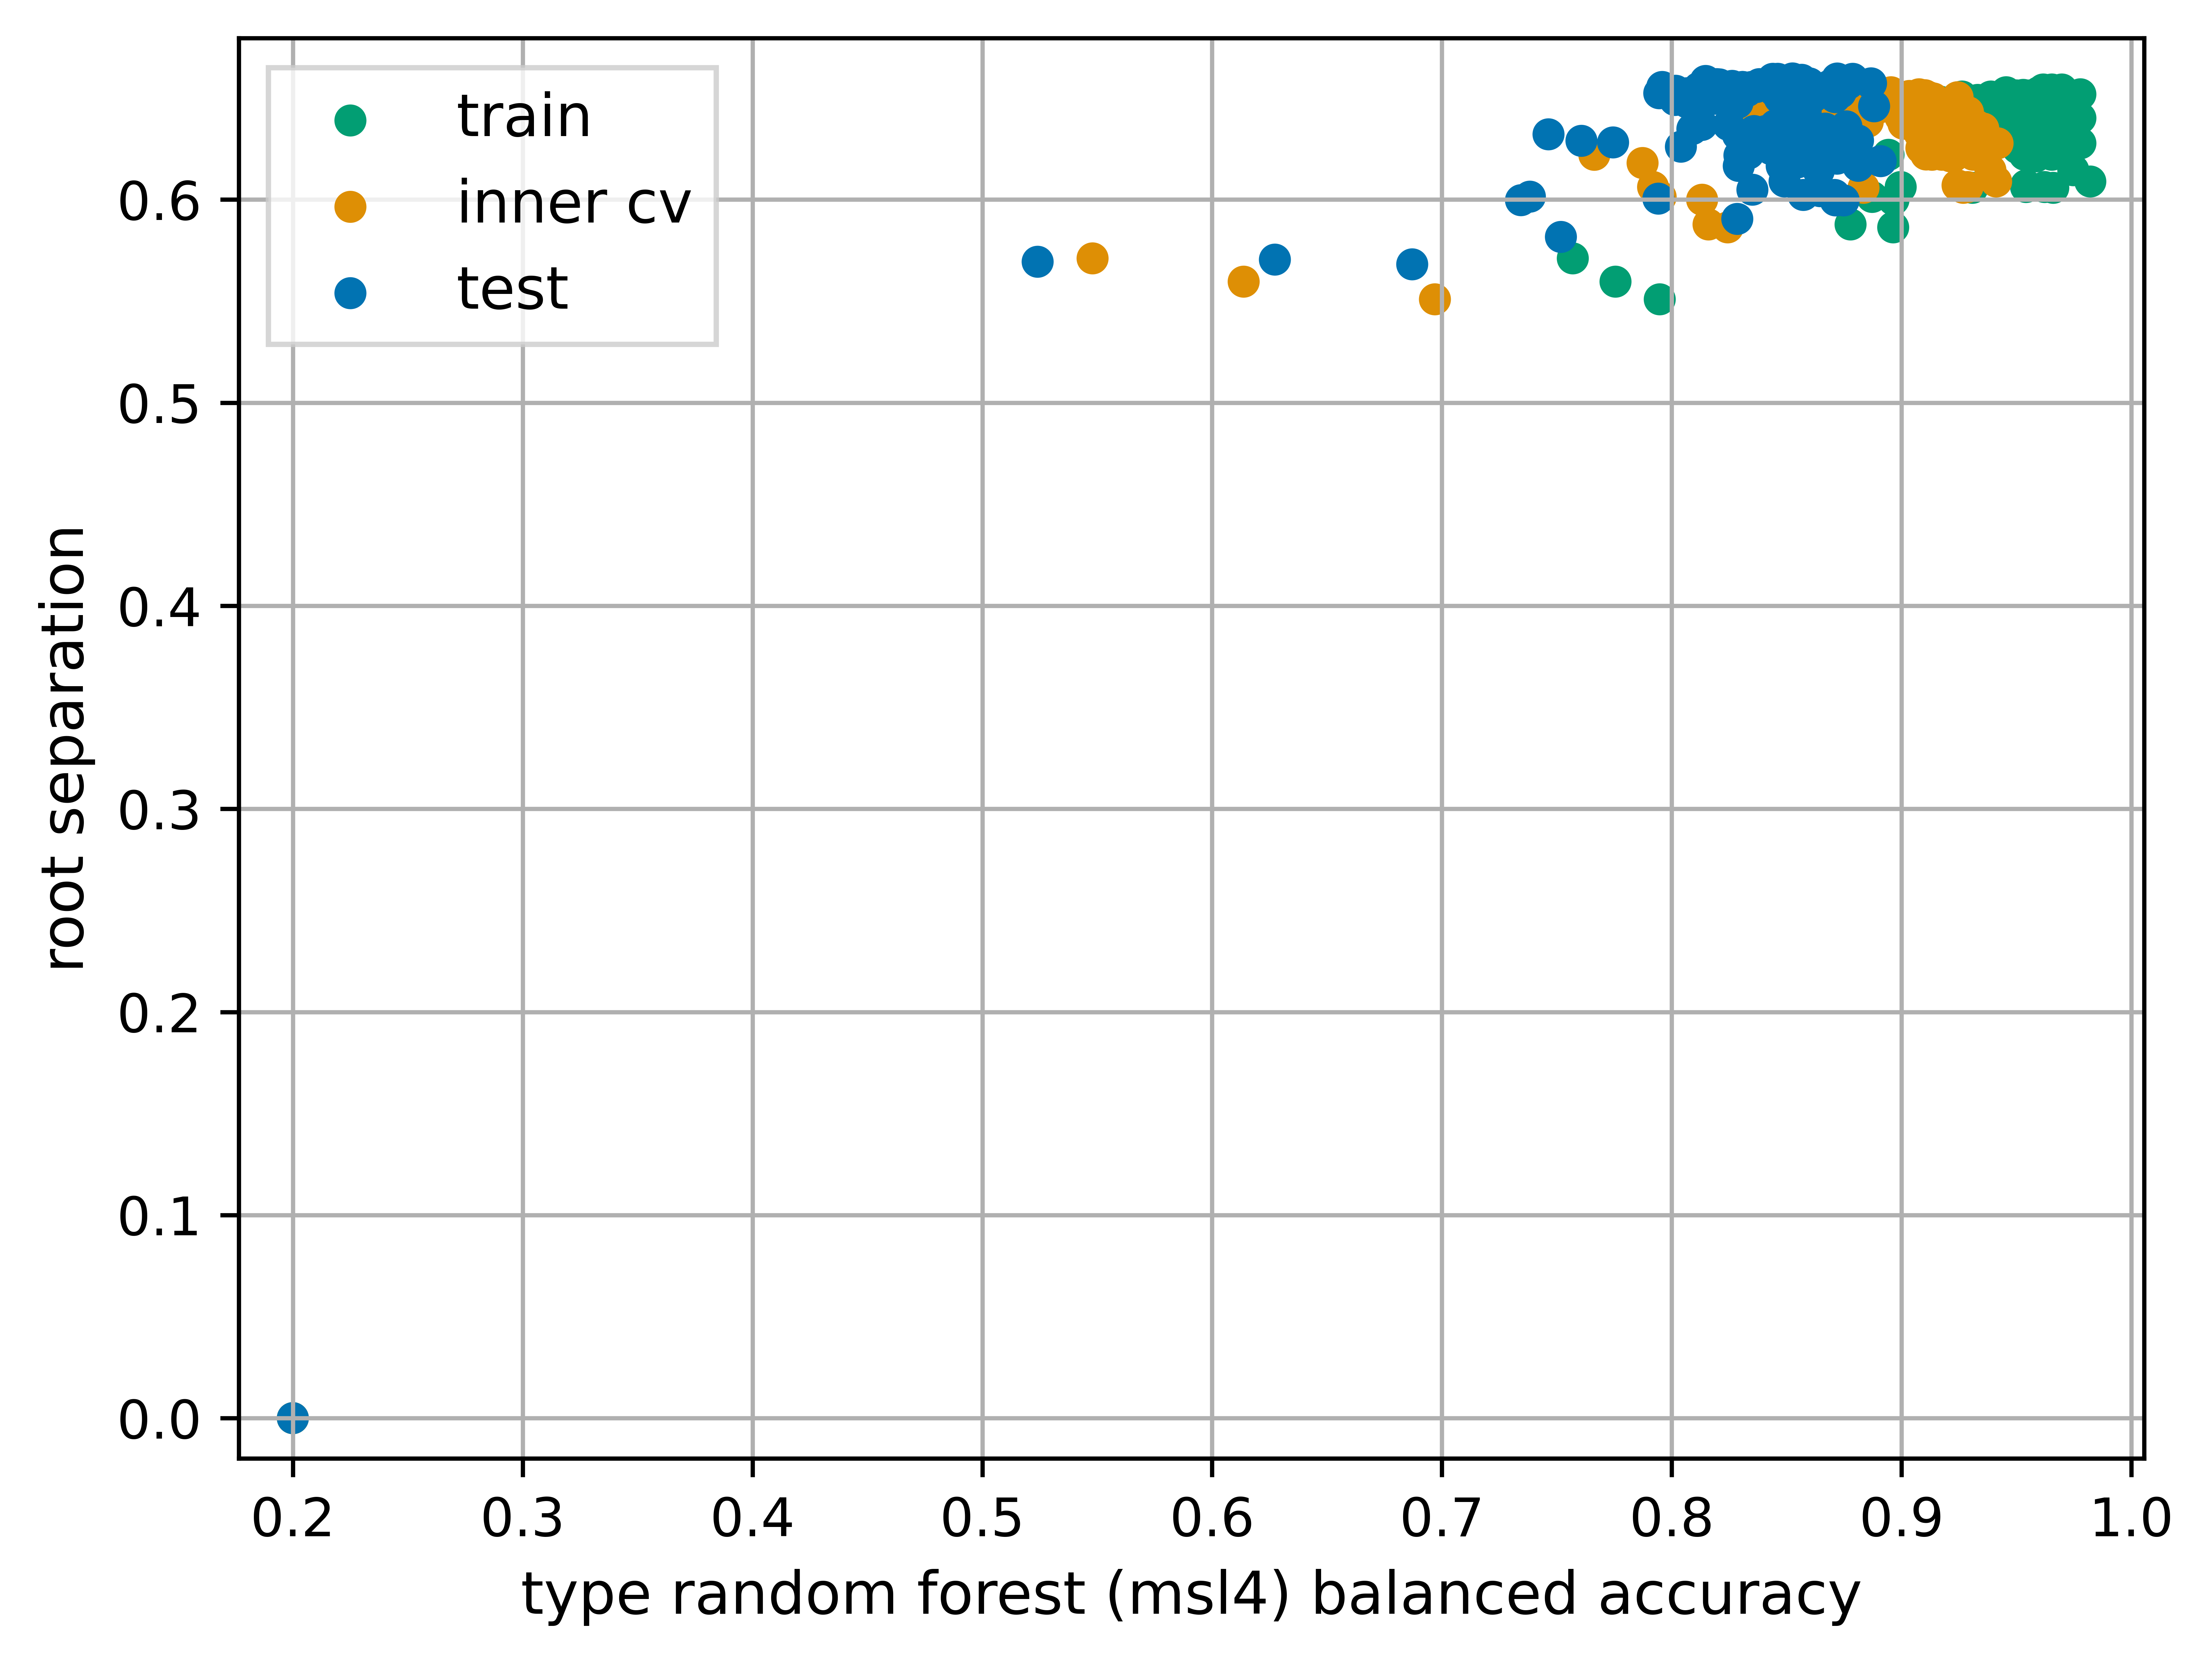 train
inner cv
test
0.6
0.5
0.4
0.3
0.2
0.1
0.0
root separation
0.2 0.3 0.4 0.5 0.6 0.7 0.8 0.9 1.0
type random forest (msl4) balanced accuracy